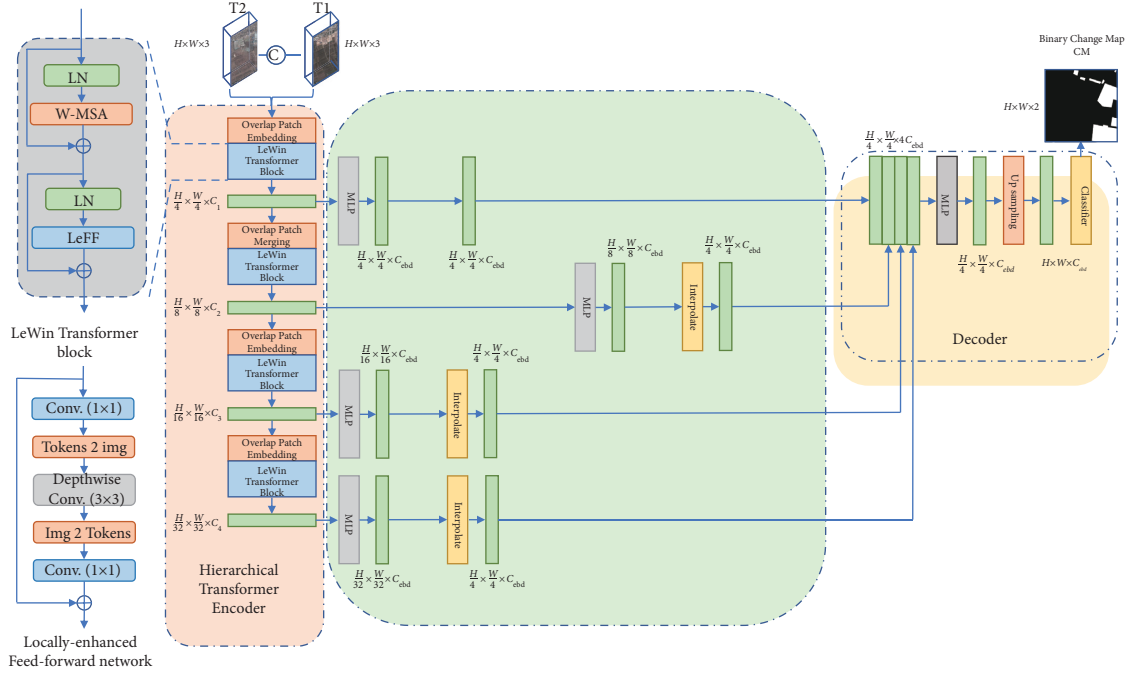 LN
W-MSA
LN
LeFF
LeWin Transformer
block
Conv. (1×1)
Tokens 2 img
Depthwise
Conv. (3×3)
Img 2 Tokens
Conv. (1×1)
Locally-enhanced
Feed-forward network
T2
T1
H×W×3
C
H×W×3
Overlap Patch
Embedding
LeWin
Transformer
Block
H/4 × W/4 ×C1
Overlap Patch
Merging
LeWin
Transformer
Block
H/8 × W/8 ×C2
Overlap Patch
Embedding
LeWin
Transformer
Block
H/16 × W/16 ×C3
Overlap Patch
Embedding
LeWin
Transformer
Block
H/32 × W/32 ×C4
Hierarchical
Transformer
Encoder
MLP
H/4 × W/4 × Cebd
H/4 × W/4 × Cebd
MLP
H/8 × W/8 × Cebd
Interpolate
H/4 × W/4 × Cebd
MLP
H/16 × W/16 × Cebd
Interpolate
H/4 × W/4 × Cebd
MLP
H/32 × W/32 × Cebd
Interpolate
H/4 × W/4 × Cebd
H/4 × W/4 ×4Cebd
MLP
H/4 × W/4 × Cebd
Up sampling
H×W×Cebd
Classifier
Decoder
Binary Change Map
CM
H×W×2